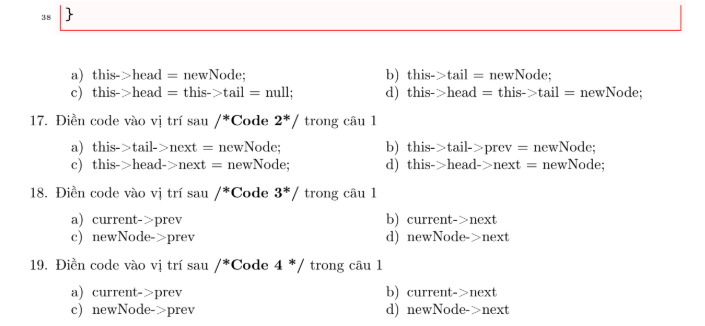 38 }
a) this->head = newNode; b) this->tail = newNode;
c) this->head = this->tail = null; d) this->head = this->tail = newNode;
17. Điền code vào vị trí sau /*Code 2*/ trong câu 1
a) this->tail->next = newNode; b) this->tail->prev = newNode;
c) this->head->next = newNode; d) this->head->next = newNode;
18. Điền code vào vị trí sau /*Code 3*/ trong câu 1
a) current->prev b) current->next
c) newNode->prev d) newNode->next
19. Điền code vào vị trí sau /*Code 4 */ trong câu 1
a) current->prev b) current->next
c) newNode->prev d) newNode->next